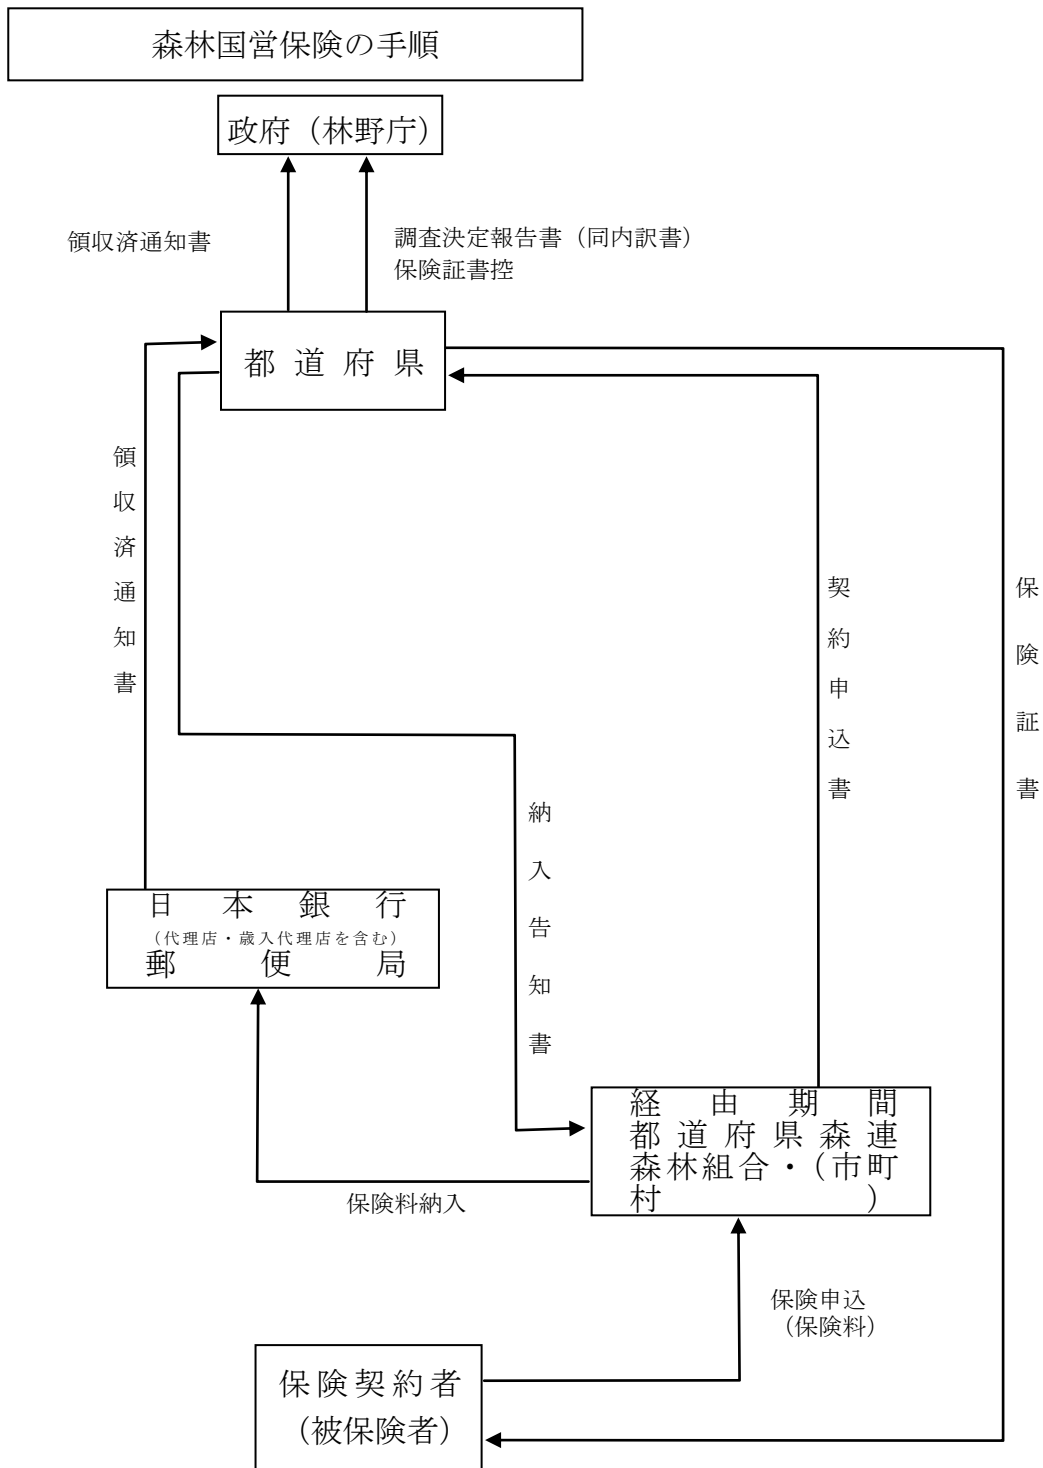 森林国営保険の手順
政府（林野庁）
領収済通知書
調査決定報告書（同内訳書）
保険証書控
都道府県
領収済通知書
契約申込書
保険証書
納入告知書
日本銀行
（代理店・歳入代理店を含む）
郵便局
経由期間
都道府県森連
森林組合・（市町
村）
保険料納入
保険申込
（保険料）
保険契約者
（被保険者）